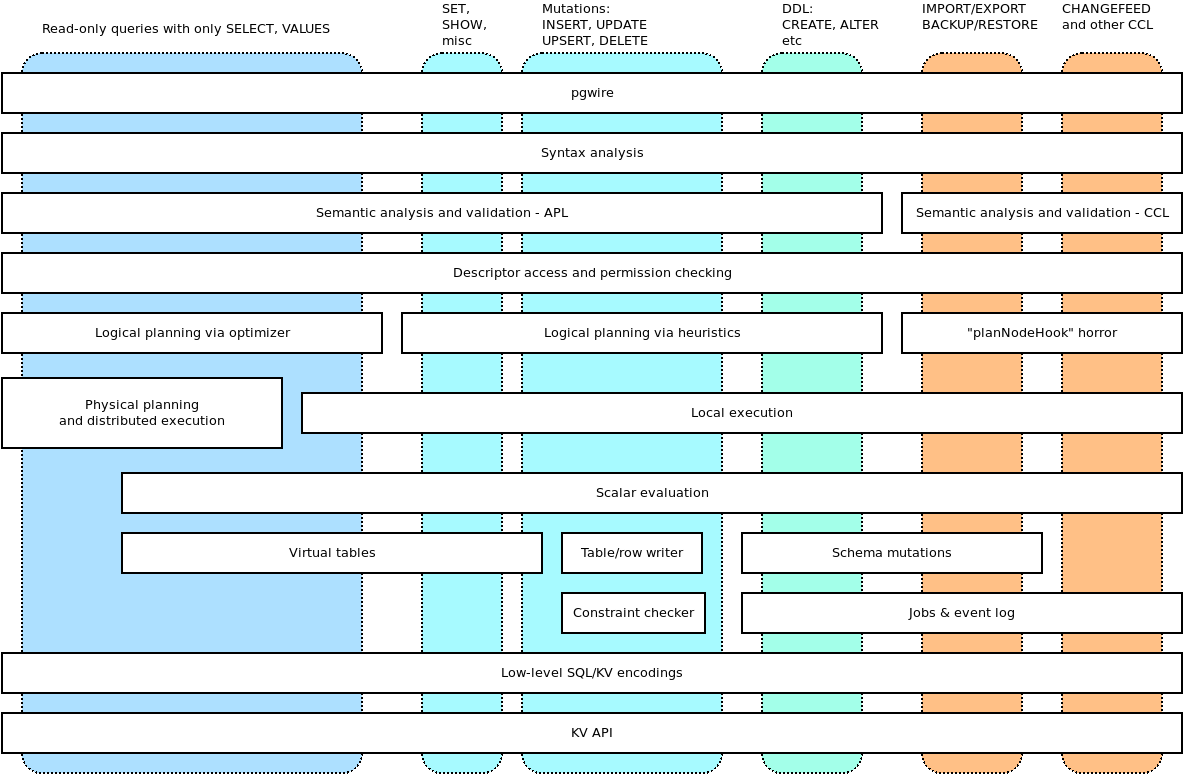 Read-only queries with only SELECT, VALUES
SET,
SHOW,
misc
Mutations:
INSERT, UPDATE
UPSERT, DELETE
DDL:
CREATE, ALTER
etc
IMPORT/EXPORT
BACKUP/RESTORE
CHANGEFEED
and other CCL
pgwire
Syntax analysis
Semantic analysis and validation - APL
Semantic analysis and validation - CCL
Descriptor access and permission checking
Logical planning via optimizer
Logical planning via heuristics
"planNodeHook" horror
Physical planning
and distributed execution
Local execution
Scalar evaluation
Virtual tables
Table/row writer
Schema mutations
Constraint checker
Jobs & event log
Low-level SQL/KV encodings
KV API